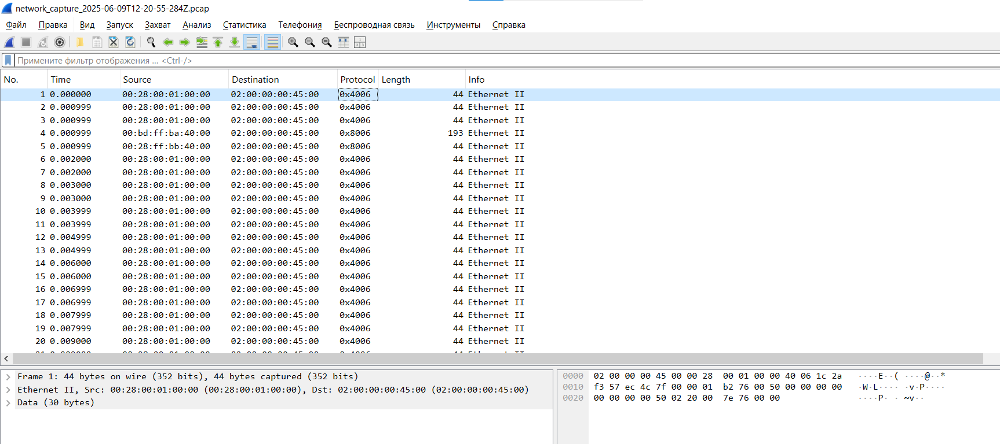 network_capture_2025-06-09T12-20-55-284Z.pcap
Файл Правка Вид Запуск Захват Анализ Статистика Телефония Беспроводная связь Инструменты Справка
Примените фильтр отображения ... <Ctrl-/>
No. Time Source Destination Protocol Length Info
1 0.000000 00:28:00:01:00:00 02:00:00:00:45:00 0x4006 44 Ethernet II
2 0.000999 00:28:00:01:00:00 02:00:00:00:45:00 0x4006 44 Ethernet II
3 0.000999 00:28:00:01:00:00 02:00:00:00:45:00 0x4006 44 Ethernet II
4 0.000999 00:bd:ff:ba:40:00 02:00:00:00:45:00 0x8006 193 Ethernet II
5 0.000999 00:28:ff:bb:40:00 02:00:00:00:45:00 0x8006 44 Ethernet II
6 0.002000 00:28:00:01:00:00 02:00:00:00:45:00 0x4006 44 Ethernet II
7 0.002000 00:28:00:01:00:00 02:00:00:00:45:00 0x4006 44 Ethernet II
8 0.003000 00:28:00:01:00:00 02:00:00:00:45:00 0x4006 44 Ethernet II
9 0.003000 00:28:00:01:00:00 02:00:00:00:45:00 0x4006 44 Ethernet II
10 0.003999 00:28:00:01:00:00 02:00:00:00:45:00 0x4006 44 Ethernet II
11 0.003999 00:28:00:01:00:00 02:00:00:00:45:00 0x4006 44 Ethernet II
12 0.004999 00:28:00:01:00:00 02:00:00:00:45:00 0x4006 44 Ethernet II
13 0.004999 00:28:00:01:00:00 02:00:00:00:45:00 0x4006 44 Ethernet II
14 0.006000 00:28:00:01:00:00 02:00:00:00:45:00 0x4006 44 Ethernet II
15 0.006000 00:28:00:01:00:00 02:00:00:00:45:00 0x4006 44 Ethernet II
16 0.006999 00:28:00:01:00:00 02:00:00:00:45:00 0x4006 44 Ethernet II
17 0.006999 00:28:00:01:00:00 02:00:00:00:45:00 0x4006 44 Ethernet II
18 0.007999 00:28:00:01:00:00 02:00:00:00:45:00 0x4006 44 Ethernet II
19 0.007999 00:28:00:01:00:00 02:00:00:00:45:00 0x4006 44 Ethernet II
20 0.009000 00:28:00:01:00:00 02:00:00:00:45:00 0x4006 44 Ethernet II
Frame 1: 44 bytes on wire (352 bits), 44 bytes captured (352 bits)
Ethernet II, Src: 00:28:00:01:00:00 (00:28:00:01:00:00), Dst: 02:00:00:00:45:00 (02:00:00:00:45:00)
Data (30 bytes)
0000 02 00 00 00 45 00 00 28 00 01 00 00 40 06 1c 2a ····E··( ····@··*
0010 f3 57 ec 4c 7f 00 00 01 b2 76 00 50 00 00 00 00 ·W·L···· ·v·P····
0020 00 00 00 00 50 02 20 00 7e 76 00 00 ····P· · ~v··